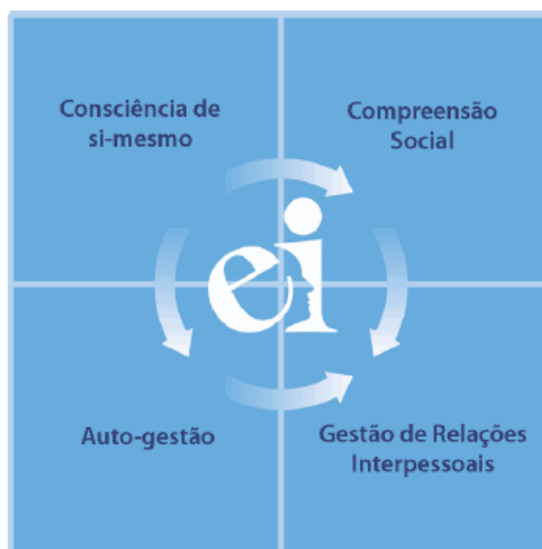 Consciência de
si-mesmo
Compreensão
Social
ei
Auto-gestão
Gestão de Relações
Interpessoais